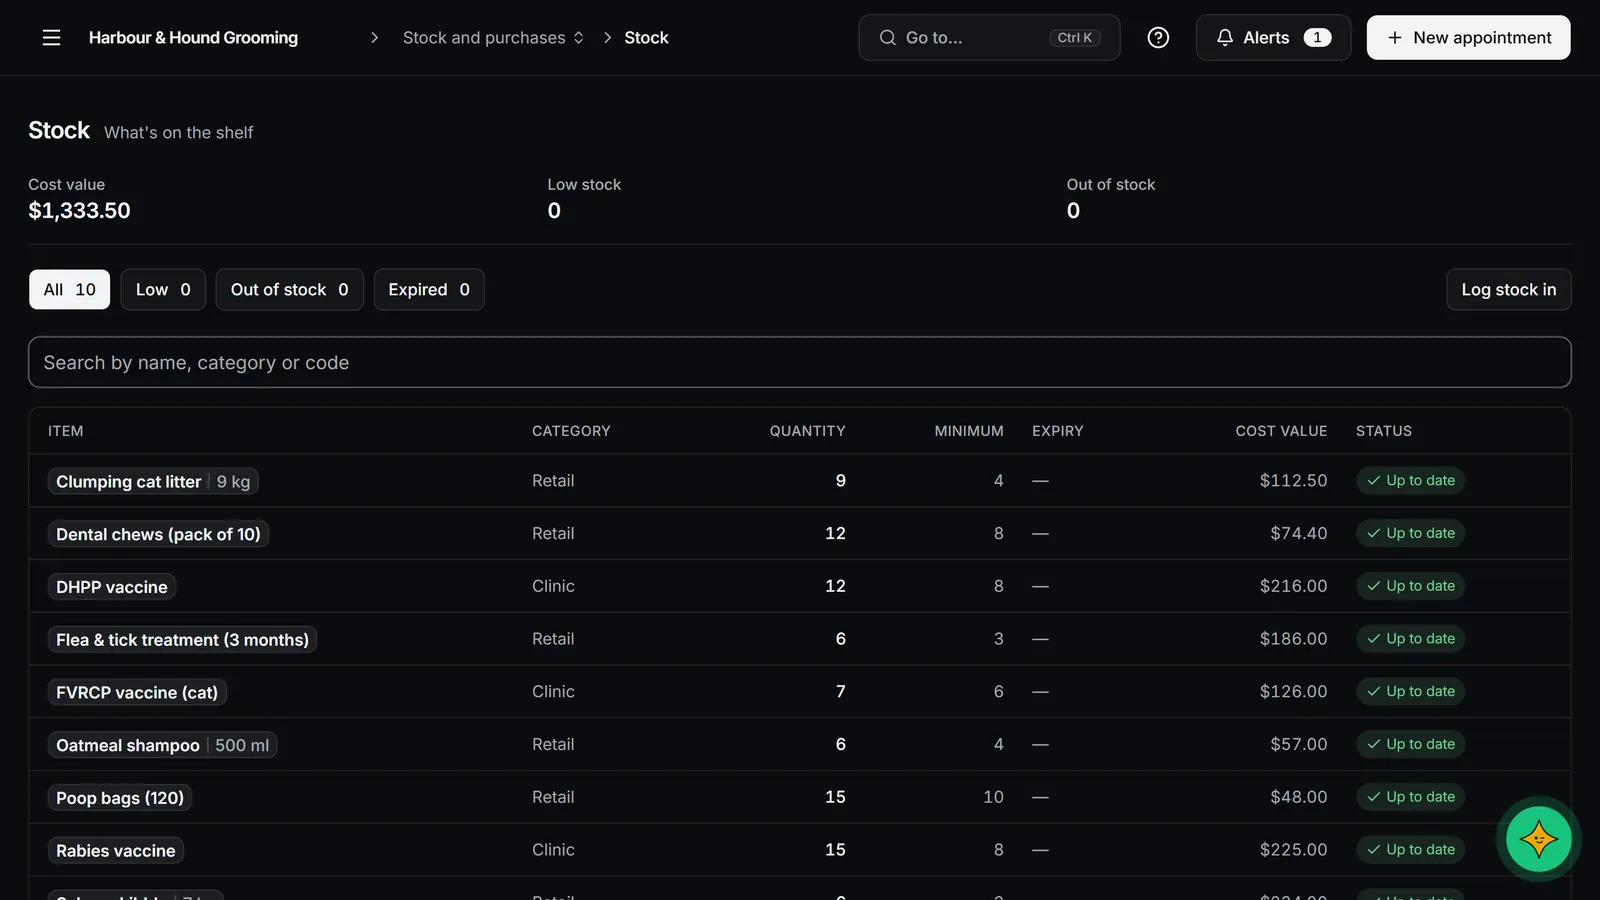 Harbour & Hound Grooming
Stock and purchases
Stock
Go to...
Ctrl K
Alerts 1
New appointment
Stock What's on the shelf
Cost value
$1,333.50
Low stock
0
Out of stock
0
All 10
Low 0
Out of stock 0
Expired 0
Log stock in
Search by name, category or code
ITEM CATEGORY QUANTITY MINIMUM EXPIRY COST VALUE STATUS
Clumping cat litter 9 kg Retail 9 4 — $112.50 Up to date
Dental chews (pack of 10) Retail 12 8 — $74.40 Up to date
DHPP vaccine Clinic 12 8 — $216.00 Up to date
Flea & tick treatment (3 months) Retail 6 3 — $186.00 Up to date
FVRCP vaccine (cat) Clinic 7 6 — $126.00 Up to date
Oatmeal shampoo 500 ml Retail 6 4 — $57.00 Up to date
Poop bags (120) Retail 15 10 — $48.00 Up to date
Rabies vaccine Clinic 15 8 — $225.00 Up to date